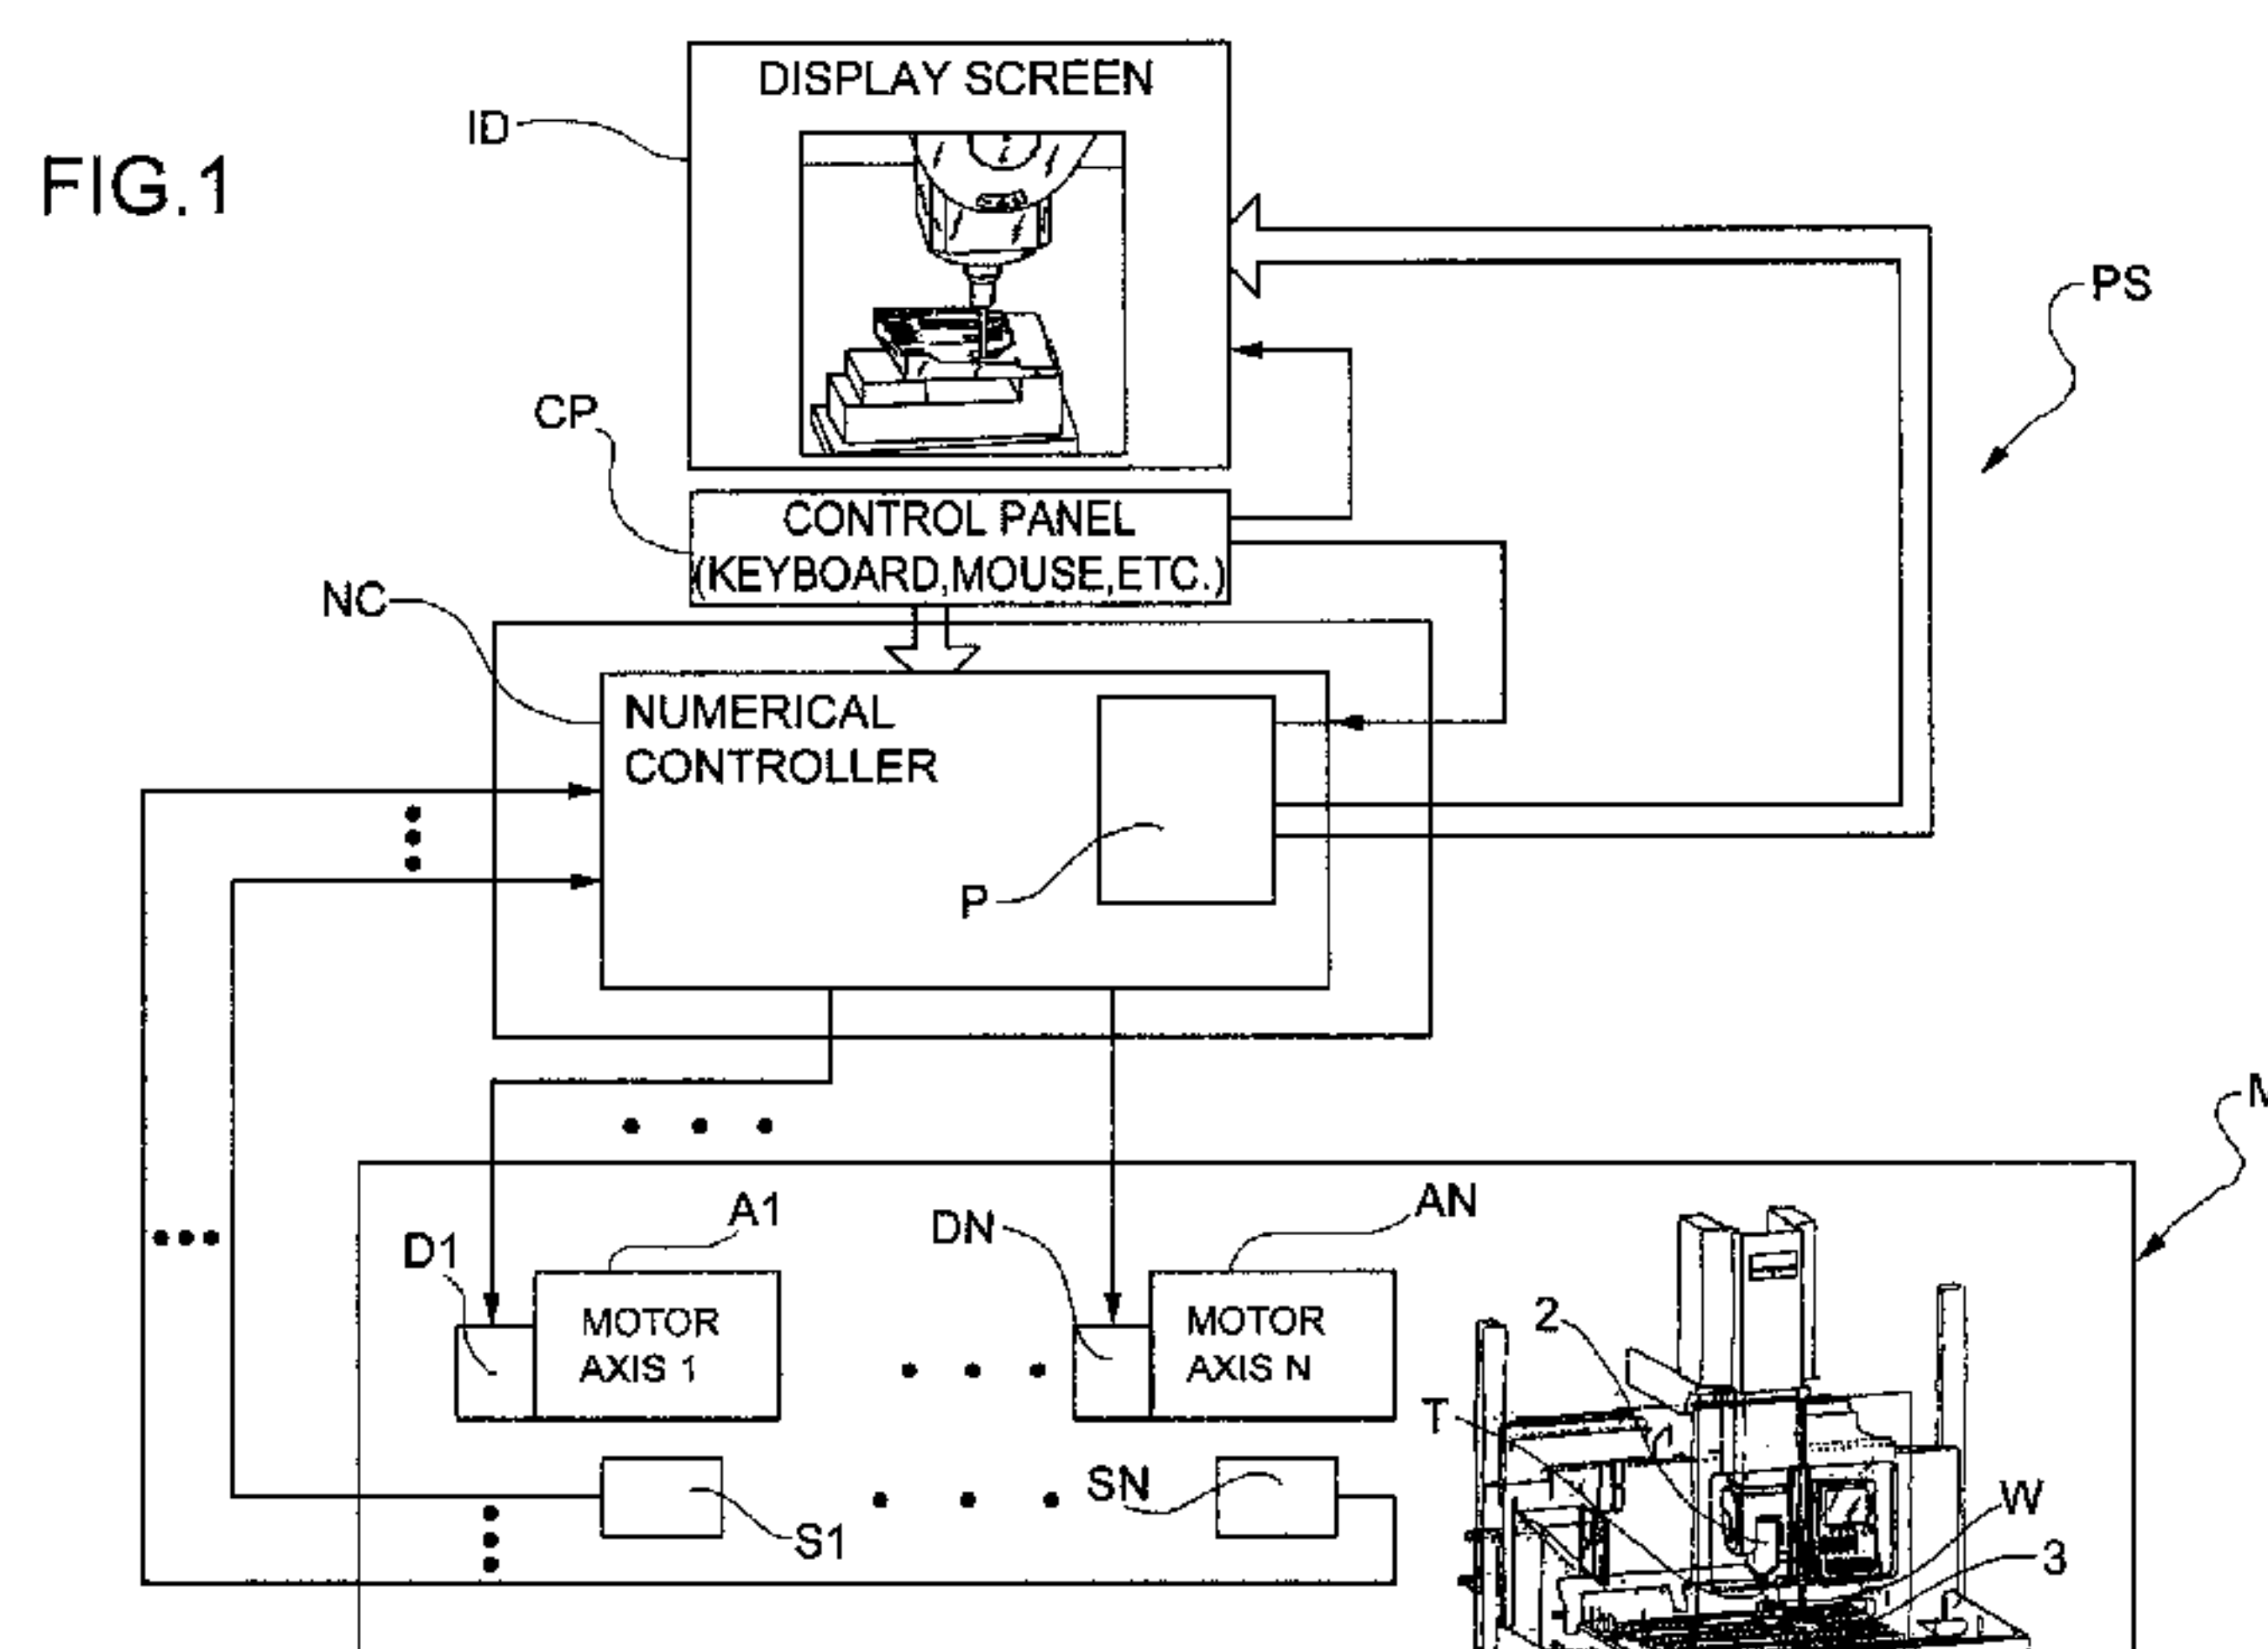 FIG.1
DISPLAY SCREEN
ID
PS
CP
CONTROL PANEL
(KEYBOARD,MOUSE,ETC.)
NC
NUMERICAL
CONTROLLER
P
A1
AN
D1
DN
MOTOR
AXIS 1
MOTOR
AXIS N
2
T
S1
SN
W
3